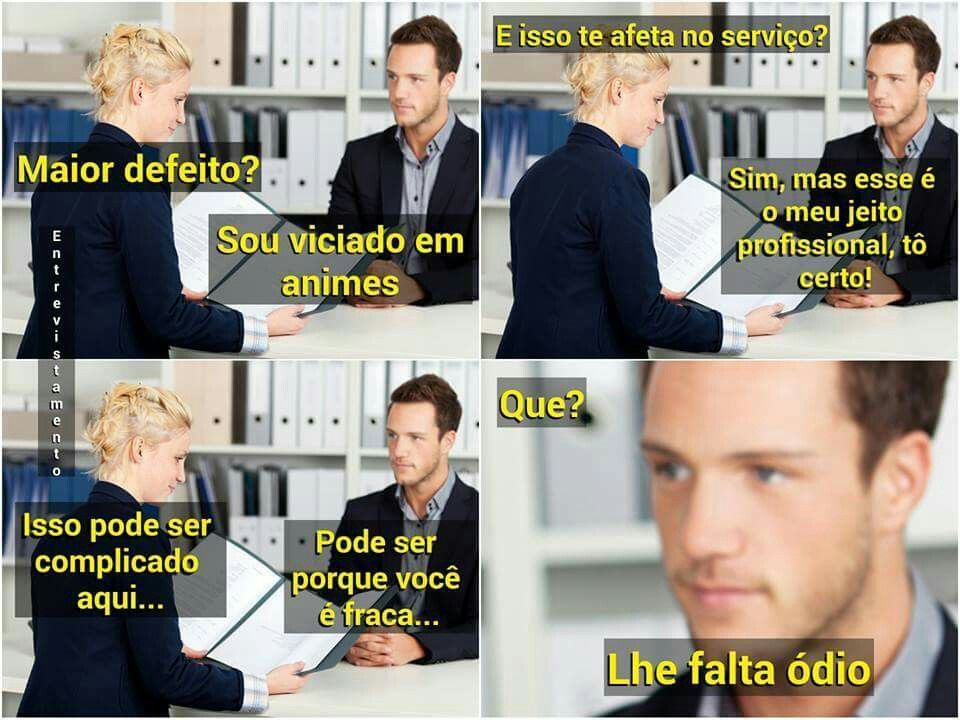 Maior defeito?
Sou viciado em
animes
E isso te afeta no serviço?
Sim, mas esse é
o meu jeito
profissional, tô
certo!
Entrevistamento
Isso pode ser
complicado
aqui...
Pode ser
porque você
é fraca...
Que?
Lhe falta ódio